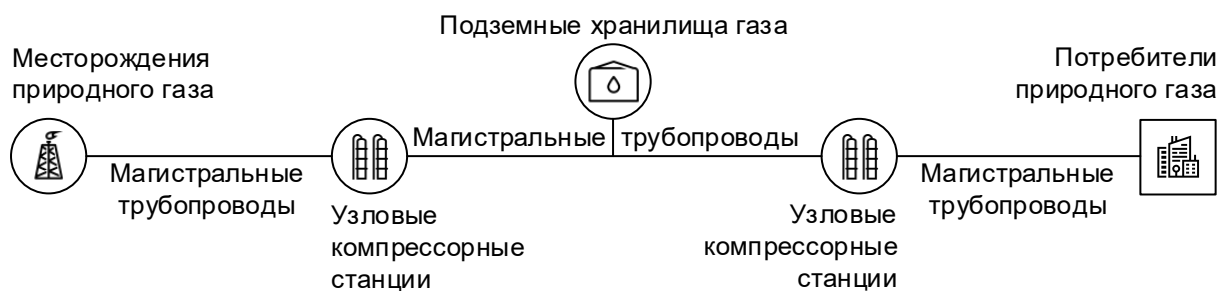 Подземные хранилища газа
Месторождения
природного газа
Потребители
природного газа
Магистральные трубопроводы
Магистральные
трубопроводы
Магистральные
трубопроводы
Узловые
компрессорные
станции
Узловые
компрессорные
станции